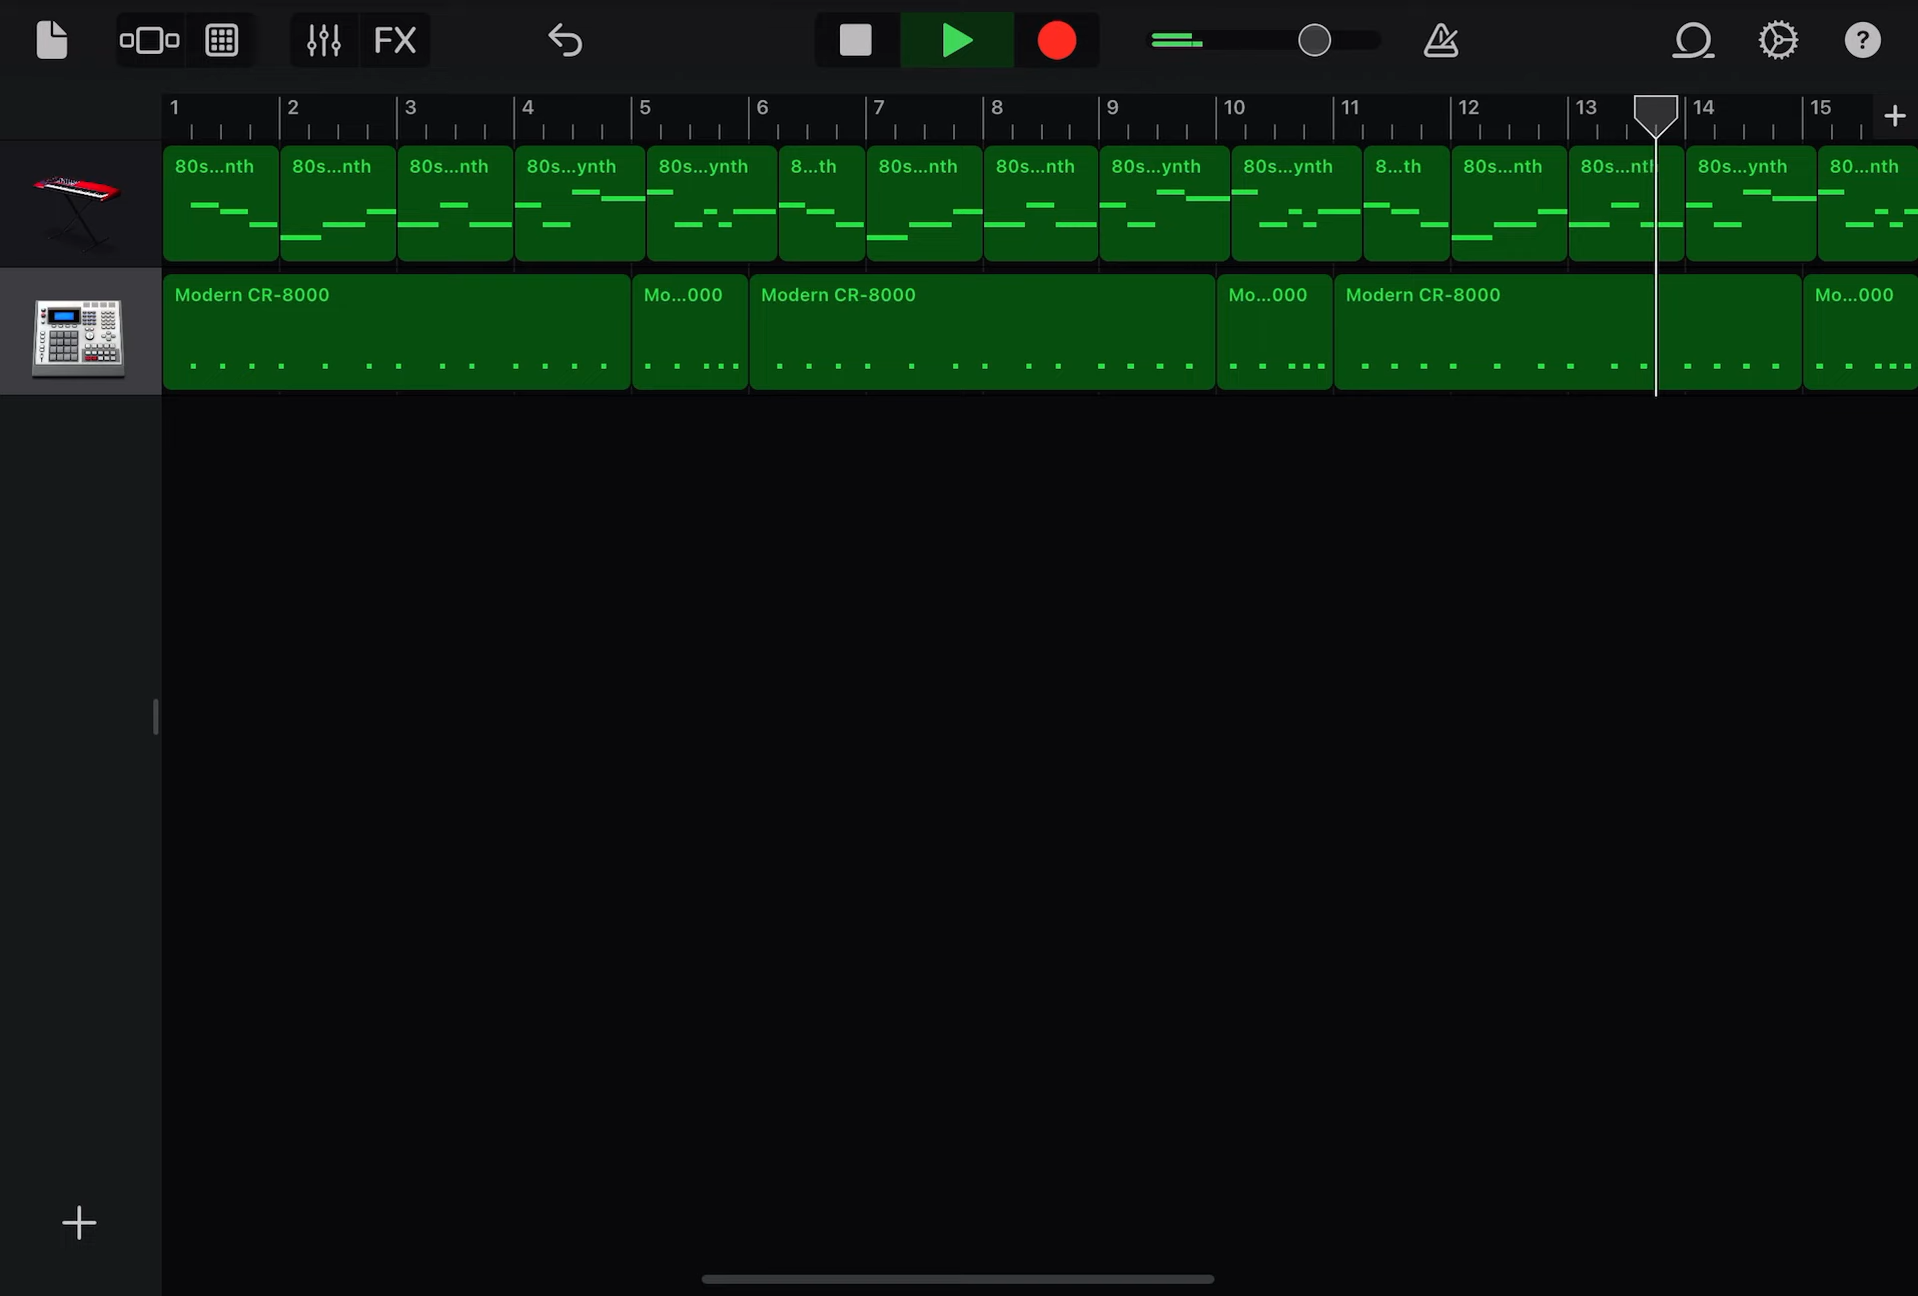 FX
?
1 2 3 4 5 6 7 8 9 10 11 12 13 14 15
80s...nth 80s...nth 80s...nth 80s...ynth 80s...ynth 8...th 80s...nth 80s...nth 80s...ynth 80s...ynth 8...th 80s...nth 80s...nth 80s...ynth 80...nth
Modern CR-8000 Mo...000 Modern CR-8000 Mo...000 Modern CR-8000 Mo...000